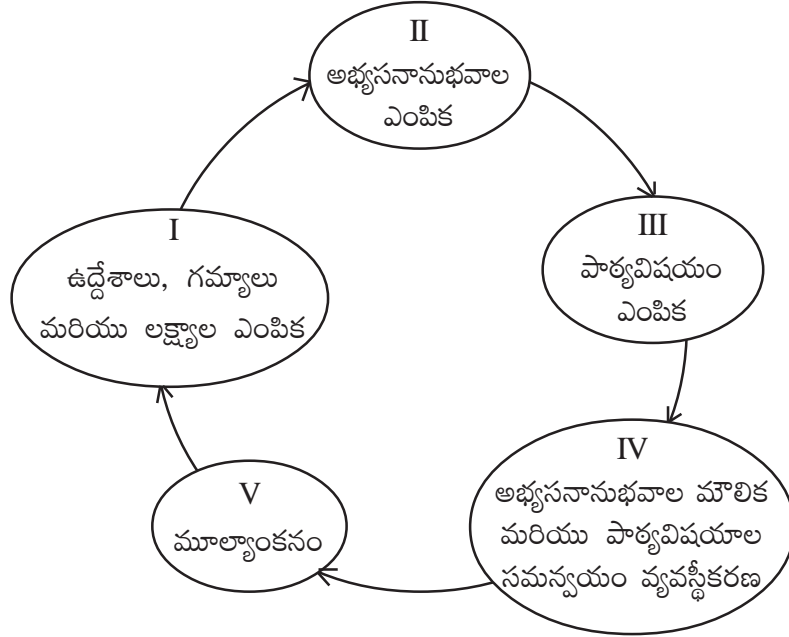 I
ఉద్దేశాలు, గమ్యాలు
మరియు లక్ష్యాల ఎంపిక
II
అభ్యసనానుభవాల
ఎంపిక
III
పాఠ్యవిషయం
ఎంపిక
IV
అభ్యసనానుభవాల మౌలిక
మరియు పాఠ్యవిషయాల
సమన్వయం వ్యవస్థీకరణ
V
మూల్యాంకనం